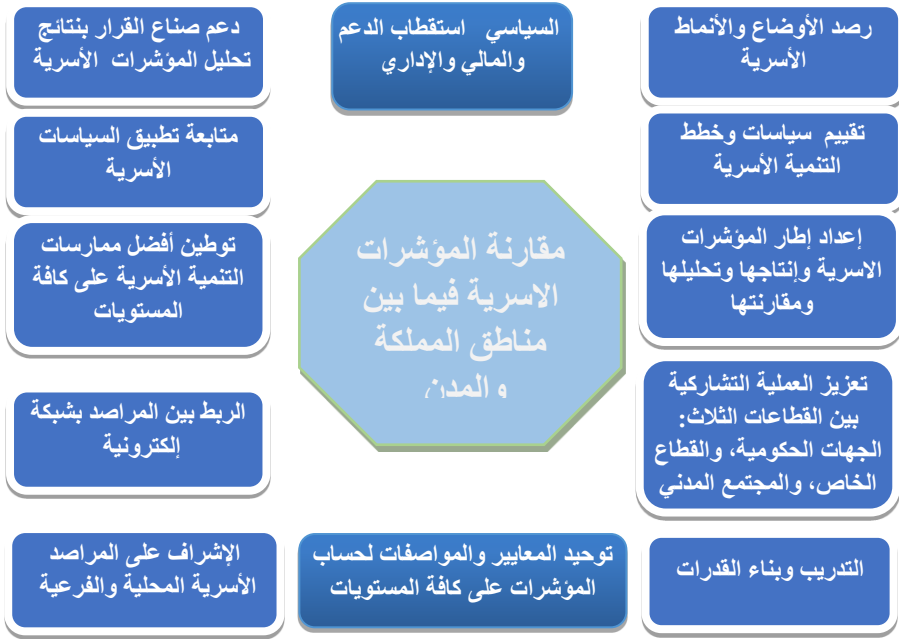 رصد الأوضاع والأنماط
الأسرية
السياسي استقطاب الدعم
والمالي والإداري
دعم صناع القرار بنتائج
تحليل المؤشرات الأسرية
تقييم سياسات وخطط
التنمية الأسرية
متابعة تطبيق السياسات
الأسرية
إعداد إطار المؤشرات
الاسرية وإنتاجها وتحليلها
ومقارنتها
مقارنة المؤشرات
الاسرية فيما بين
مناطق المملكة
والمدن
توطين أفضل ممارسات
التنمية الأسرية على كافة
المستويات
تعزيز العملية التشاركية
بين القطاعات الثلاث:
الجهات الحكومية، والقطاع
الخاص، والمجتمع المدني
الربط بين المراصد بشبكة
إلكترونية
التدريب وبناء القدرات
توحيد المعايير والمواصفات لحساب
المؤشرات على كافة المستويات
الإشراف على المراصد
الأسرية المحلية والفرعية